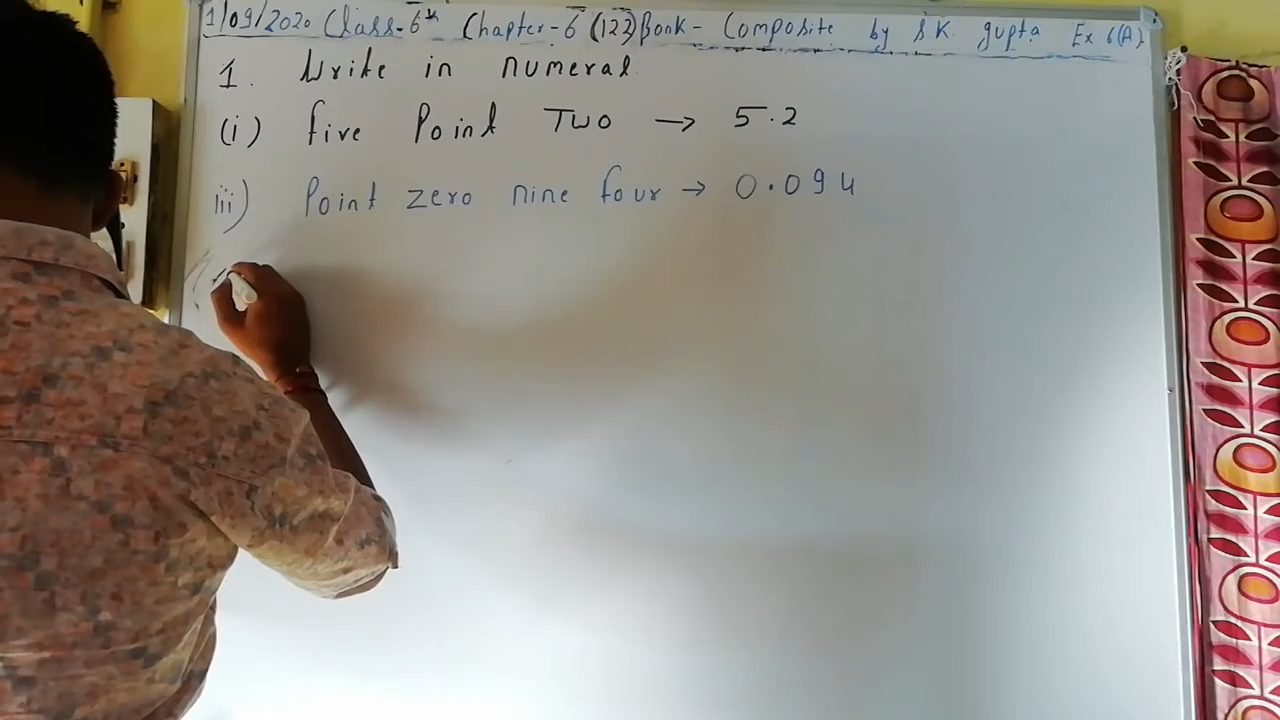 1/09/2020 Class-6th Chapter-6 (122) Book- Composite by S.K. gupta Ex 6(A)
1. Write in numeral.
(i) five Point Two → 5.2
iii) Point zero nine four → 0.094